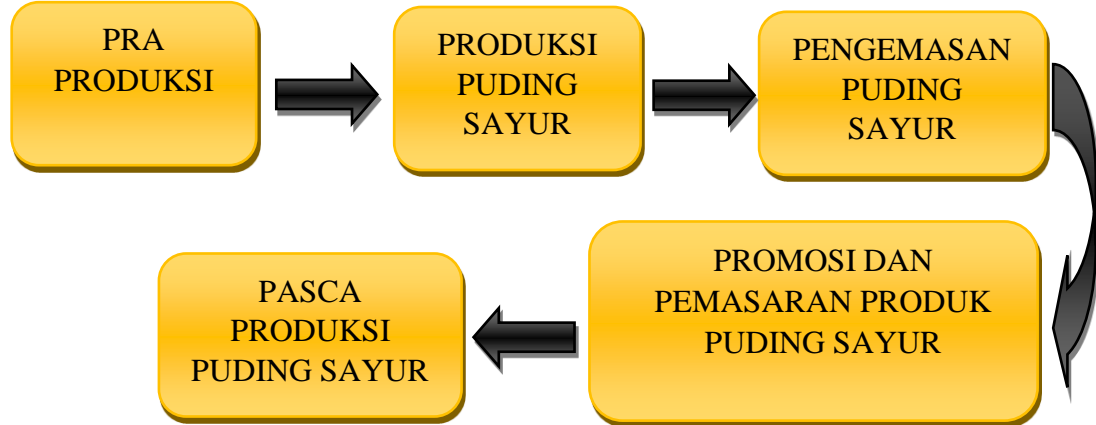 PRA
PRODUKSI
PRODUKSI
PUDING
SAYUR
PENGEMASAN
PUDING
SAYUR
PROMOSI DAN
PEMASARAN PRODUK
PUDING SAYUR
PASCA
PRODUKSI
PUDING SAYUR